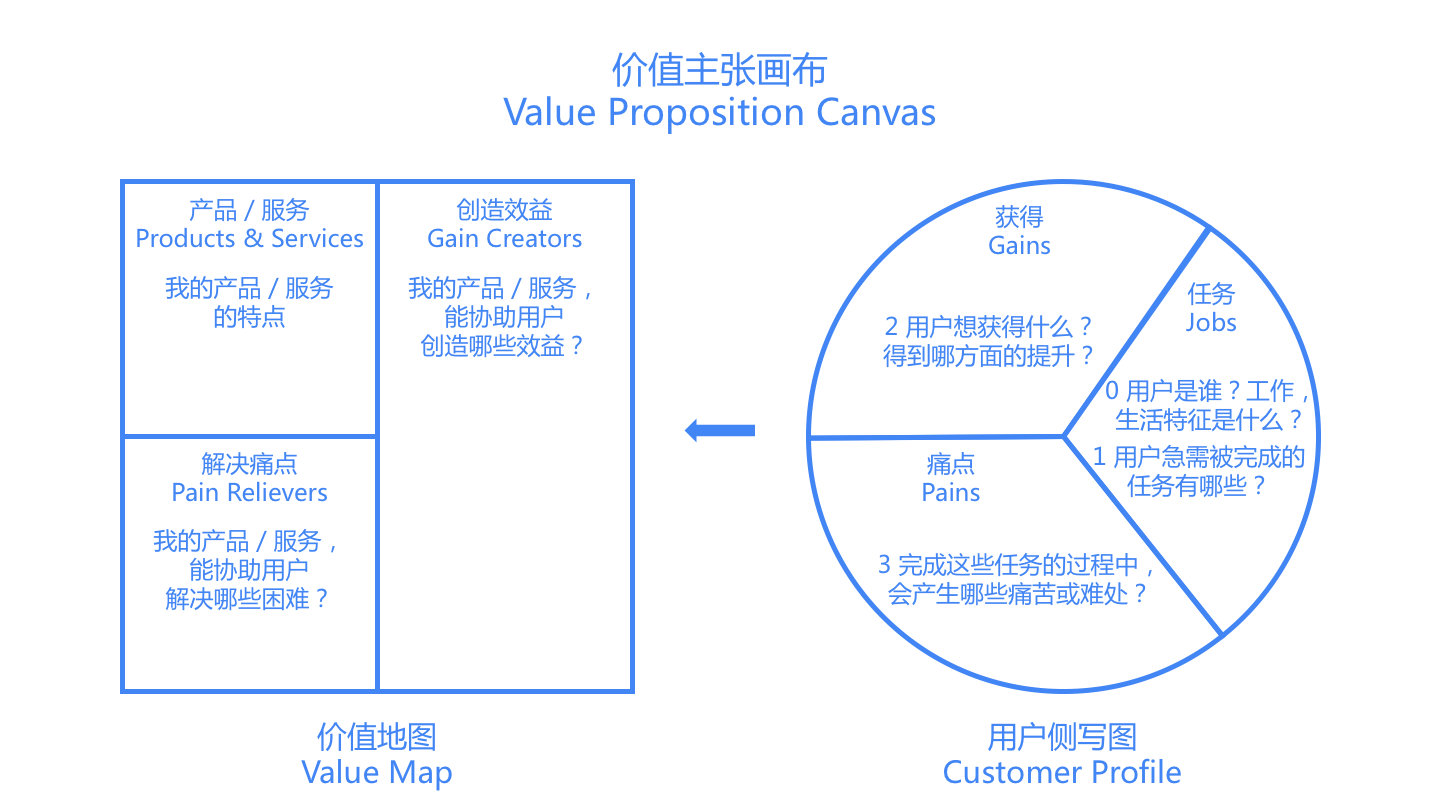 价值主张画布
Value Proposition Canvas
产品 / 服务
Products & Services
我的产品 / 服务
的特点
创造效益
Gain Creators
我的产品 / 服务，
能协助用户
创造哪些效益？
解决痛点
Pain Relievers
我的产品 / 服务，
能协助用户
解决哪些困难？
价值地图
Value Map
获得
Gains
2 用户想获得什么？
得到哪方面的提升？
任务
Jobs
0 用户是谁？工作，
生活特征是什么？
1 用户急需被完成的
任务有哪些？
痛点
Pains
3 完成这些任务的过程中，
会产生哪些痛苦或难处？
用户侧写图
Customer Profile